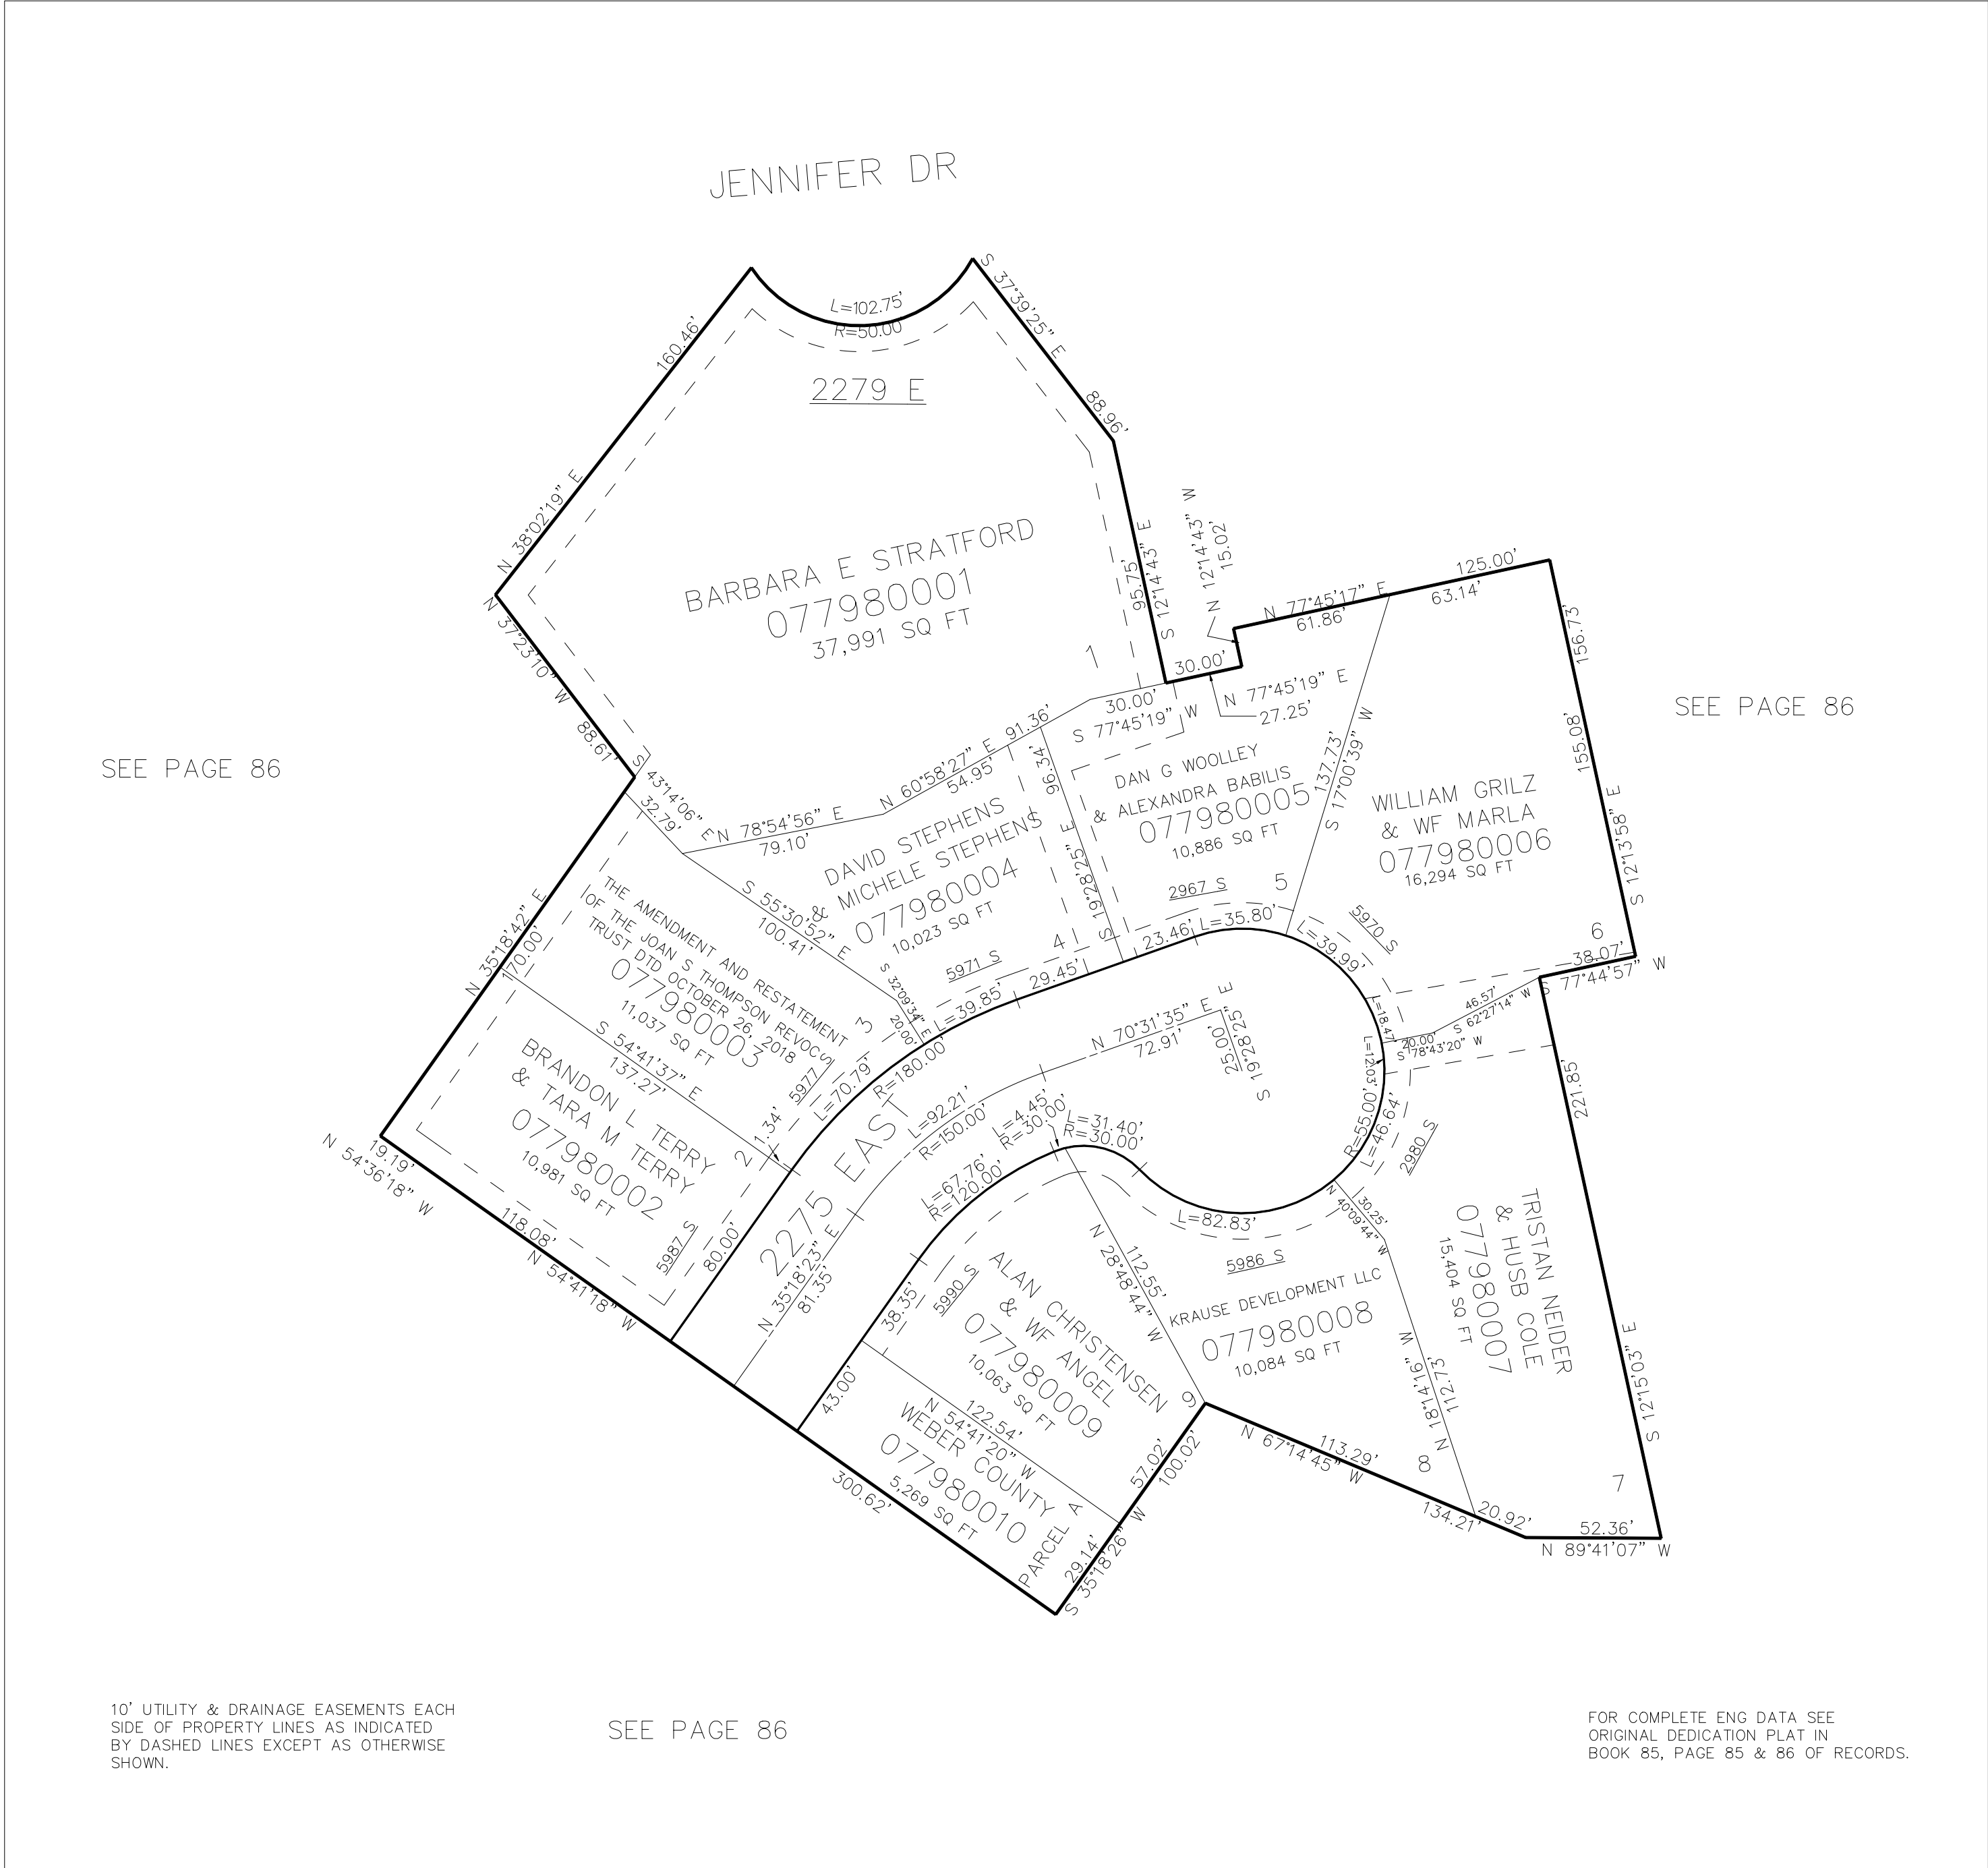 JENNIFER DR
L=102.75'
R=50.00
2279 E
S 37°39'25" E
88.96'
160.46'
N 38°02'19" E
N 37°23'10" W
88.61'
BARBARA E STRATFORD
077980001
37,991 SQ FT
1
95.75'
S 12°14'43" E
N 12°14'43" W
15.02'
30.00'
N 77°45'17" E
61.86'
125.00'
63.14'
N 77°45'19" E
27.25'
30.00'
S 77°45'19" W
SEE PAGE 86
SEE PAGE 86
S 43°14'06" E
32.79'
N 78°54'56" E
79.10'
N 60°58'27" E
91.36'
54.95'
DAVID STEPHENS
& MICHELE STEPHENS
077980004
10,023 SQ FT
4
5971 S
96.34'
S 19°28'25" E
DAN G WOOLLEY
& ALEXANDRA BABILIS
077980005
10,886 SQ FT
2967 S
5
137.73'
S 17°00'39" W
WILLIAM GRILZ
& WF MARLA
077980006
16,294 SQ FT
5970 S
6
156.73'
155.08'
S 12°13'58" E
38.07'
S 77°44'57" W
46.57'
S 62°27'14" W
20.00'
S 78°43'20" W
S 55°30'52" E
100.41'
S 32°09'34" E
20.00'
N 35°18'42" E
170.00'
THE AMENDMENT AND RESTATEMENT
OF THE JOAN S THOMPSON REVOC
TRUST DTD OCTOBER 26, 2018
077980003
11,037 SQ FT
3
5977 S
S 54°41'37" E
137.27'
BRANDON L TERRY
& TARA M TERRY
077980002
10,981 SQ FT
2
5987 S
21.34'
80.00'
19.19'
N 54°36'18" W
118.08'
N 54°41'18" W
L=70.79'
R=180.00'
L=39.85'
29.45'
23.46'
L=35.80'
L=39.99'
L=18.47
L=12.03'
R=55.00'
L=46.64'
2980 S
2275 EAST
N 35°18'23" E
81.35'
L=92.21'
R=150.00'
N 70°31'35" E
72.91'
25.00'
S 19°28'25" E
L=67.76'
R=120.00'
L=4.45'
R=30.00'
L=31.40'
R=30.00'
L=82.83'
5986 S
30.25'
N 40°09'44" W
KRAUSE DEVELOPMENT LLC
077980008
10,084 SQ FT
8
N 28°48'44" W
112.55'
N 18°14'16" W
112.73'
TRISTAN NEIDER
& HUSB COLE
077980007
15,404 SQ FT
7
221.85'
S 12°15'03" E
52.36'
N 89°41'07" W
20.92'
134.21'
113.29'
N 67°14'45" W
38.35'
5990 S
ALAN CHRISTENSEN
& WF ANGEL
077980009
10,063 SQ FT
9
43.00'
122.54'
N 54°41'20" W
WEBER COUNTY
077980010
5,269 SQ FT
PARCEL A
57.02'
100.02'
29.14'
S 35°18'26" W
300.62'
10' UTILITY & DRAINAGE EASEMENTS EACH
SIDE OF PROPERTY LINES AS INDICATED
BY DASHED LINES EXCEPT AS OTHERWISE
SHOWN.
SEE PAGE 86
FOR COMPLETE ENG DATA SEE
ORIGINAL DEDICATION PLAT IN
BOOK 85, PAGE 85 & 86 OF RECORDS.